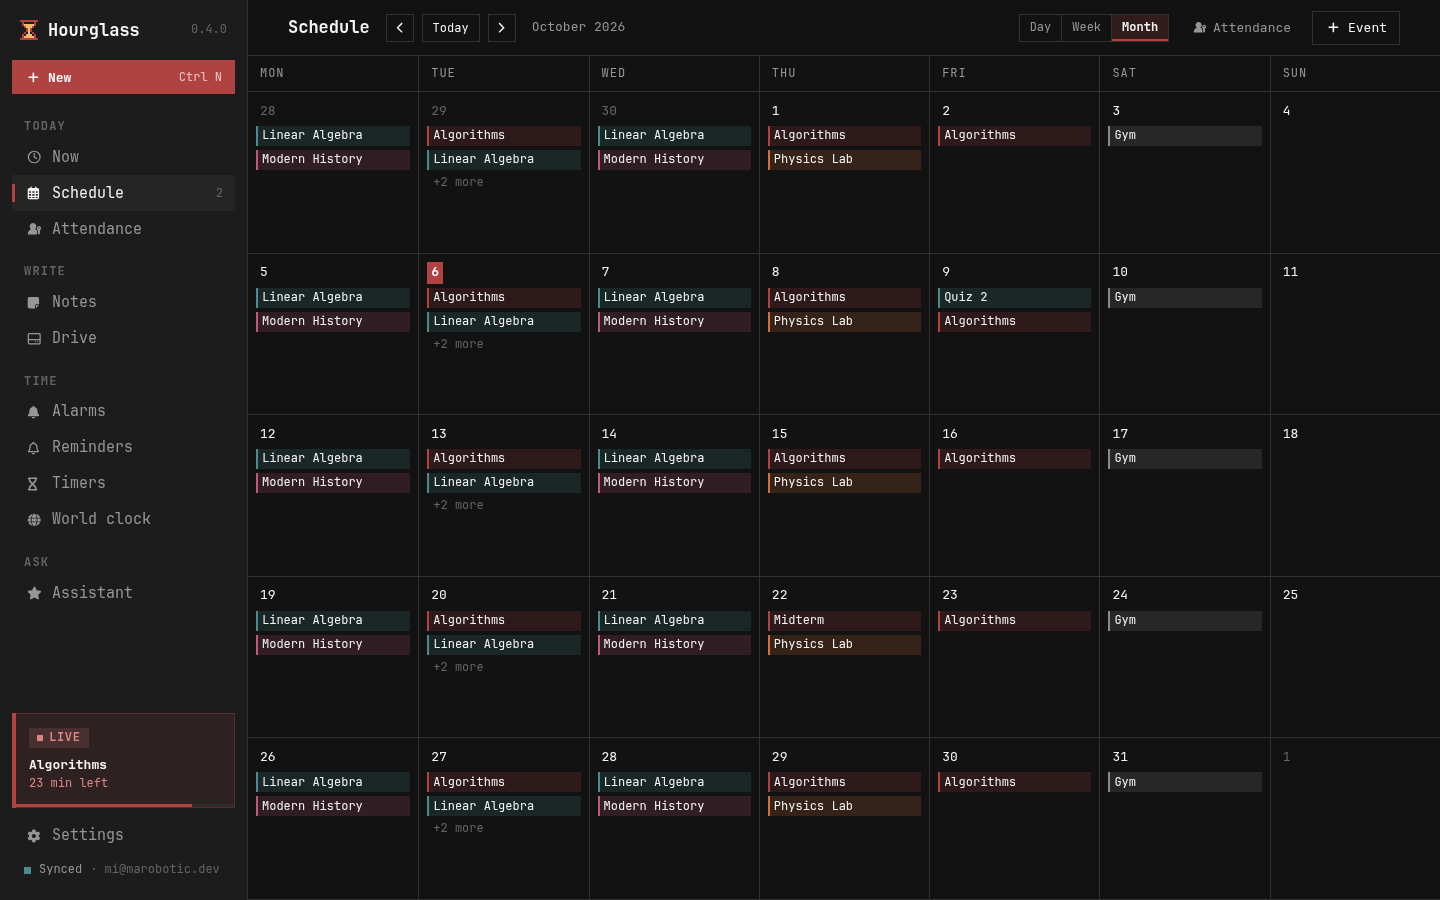 Hourglass 0.4.0
New Ctrl N
TODAY
Now
Schedule 2
Attendance
WRITE
Notes
Drive
TIME
Alarms
Reminders
Timers
World clock
ASK
Assistant
LIVE
Algorithms
23 min left
Settings
Synced · mi@marobotic.dev
Schedule Today October 2026 Day Week Month Attendance + Event
MON TUE WED THU FRI SAT SUN
28 29 30 1 2 3 4
Linear Algebra Algorithms Linear Algebra Algorithms Algorithms Gym
Modern History Linear Algebra Modern History Physics Lab
+2 more
5 6 7 8 9 10 11
Linear Algebra Algorithms Linear Algebra Algorithms Quiz 2 Gym
Modern History Linear Algebra Modern History Physics Lab Algorithms
+2 more
12 13 14 15 16 17 18
Linear Algebra Algorithms Linear Algebra Algorithms Algorithms Gym
Modern History Linear Algebra Modern History Physics Lab
+2 more
19 20 21 22 23 24 25
Linear Algebra Algorithms Linear Algebra Midterm Algorithms Gym
Modern History Linear Algebra Modern History Physics Lab
+2 more
26 27 28 29 30 31 1
Linear Algebra Algorithms Linear Algebra Algorithms Algorithms Gym
Modern History Linear Algebra Modern History Physics Lab
+2 more